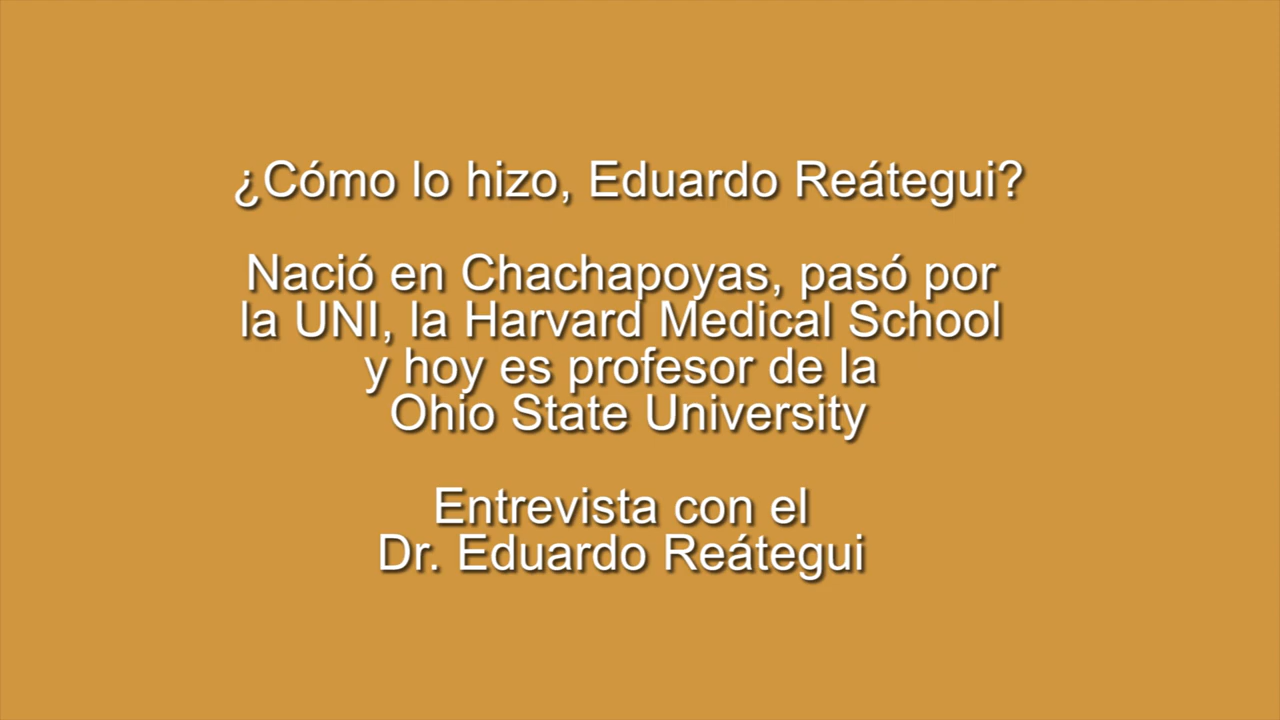 ¿Cómo lo hizo, Eduardo Reátegui?
Nació en Chachapoyas, pasó por
la UNI, la Harvard Medical School
y hoy es profesor de la
Ohio State University
Entrevista con el
Dr. Eduardo Reátegui